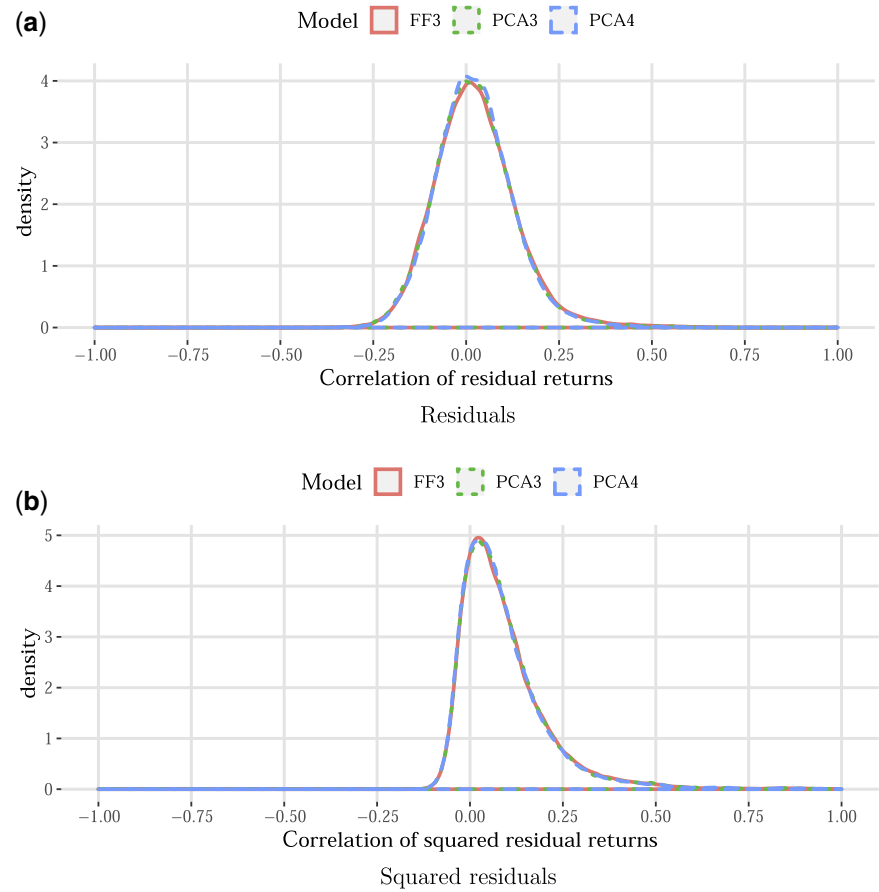 (a)
Model FF3 PCA3 PCA4
4
3
2
1
0
density
−1.00 −0.75 −0.50 −0.25 0.00 0.25 0.50 0.75 1.00
Correlation of residual returns
Residuals
(b)
Model FF3 PCA3 PCA4
5
4
3
2
1
0
density
−1.00 −0.75 −0.50 −0.25 0.00 0.25 0.50 0.75 1.00
Correlation of squared residual returns
Squared residuals